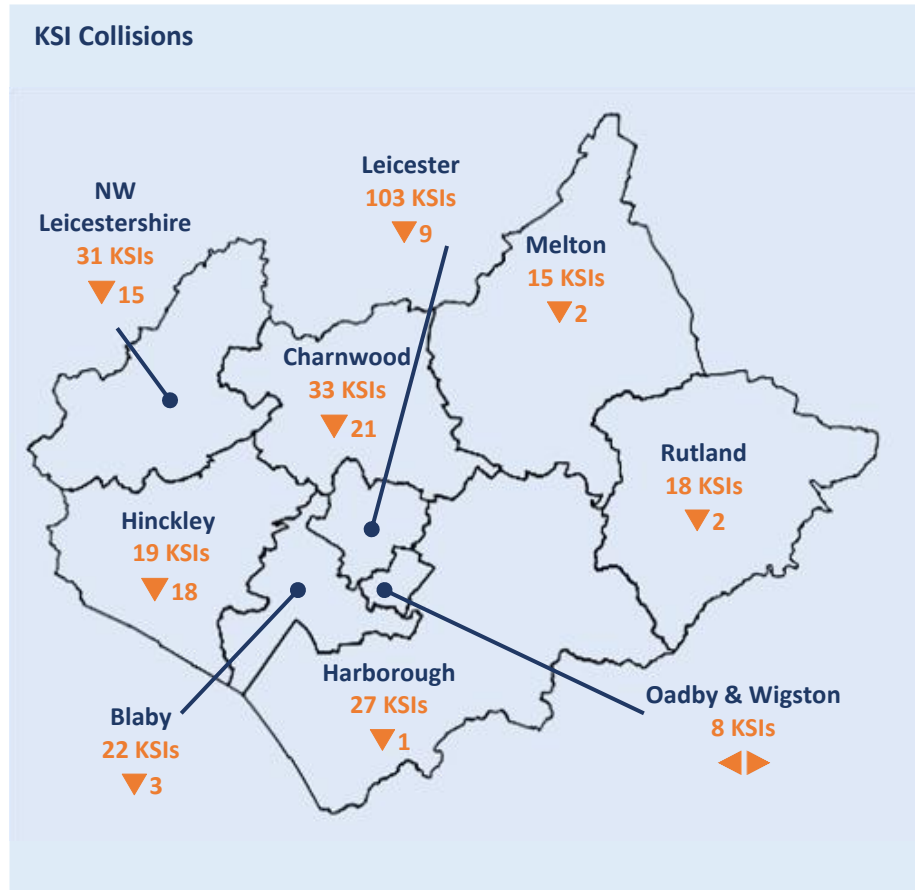 KSI Collisions
NW
Leicestershire
31 KSIs
▼15
Leicester
103 KSIs
▼9
Melton
15 KSIs
▼2
Charnwood
33 KSIs
▼21
Rutland
18 KSIs
▼2
Hinckley
19 KSIs
▼18
Harborough
27 KSIs
▼1
Blaby
22 KSIs
▼3
Oadby & Wigston
8 KSIs
◀▶